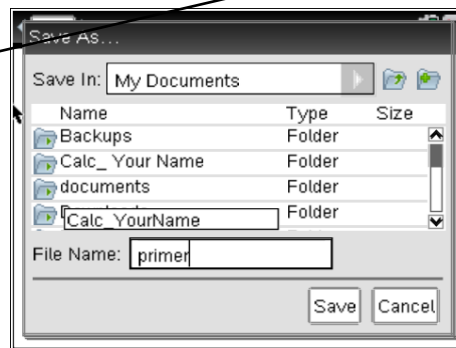 Save As...
Save In: My Documents
Name Type Size
Backups Folder
Calc_ Your Name Folder
documents Folder
Folder
Calc_YourName
File Name: primer
Save Cancel